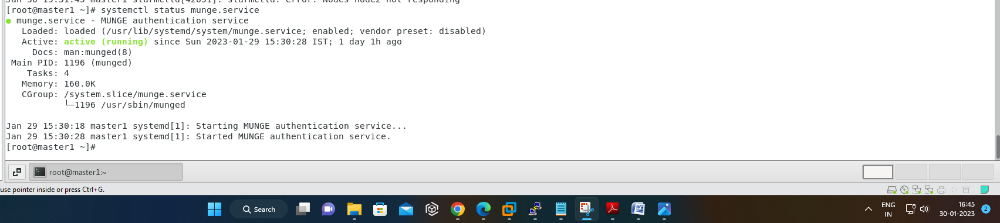 Jan 30 15:51:45 master1 slurmctld[42651]: slurmctld: error: Nodes node2 not responding
[root@master1 ~]# systemctl status munge.service
● munge.service - MUNGE authentication service
Loaded: loaded (/usr/lib/systemd/system/munge.service; enabled; vendor preset: disabled)
Active: active (running) since Sun 2023-01-29 15:30:28 IST; 1 day 1h ago
Docs: man:munged(8)
Main PID: 1196 (munged)
Tasks: 4
Memory: 160.0K
CGroup: /system.slice/munge.service
└─1196 /usr/sbin/munged
Jan 29 15:30:18 master1 systemd[1]: Starting MUNGE authentication service...
Jan 29 15:30:28 master1 systemd[1]: Started MUNGE authentication service.
[root@master1 ~]#
root@master1:~
use pointer inside or press Ctrl+G.
Search
ENG
IN
16:45
30-01-2023
2